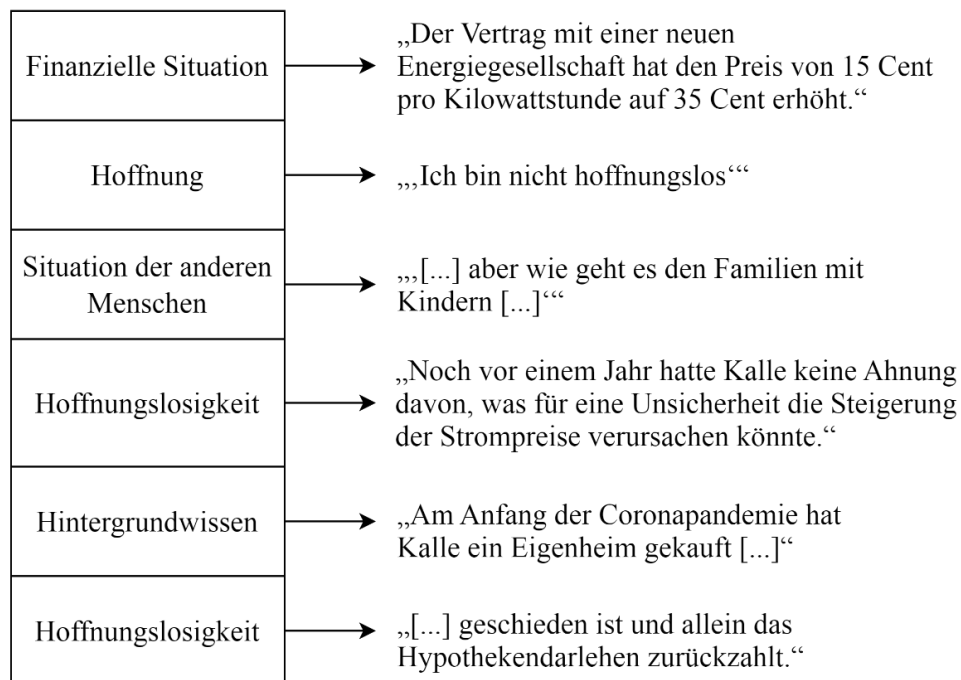 Finanzielle Situation
„Der Vertrag mit einer neuen
Energiegesellschaft hat den Preis von 15 Cent
pro Kilowattstunde auf 35 Cent erhöht.“
Hoffnung
„‚Ich bin nicht hoffnungslos‘“
Situation der anderen
Menschen
„‚[...] aber wie geht es den Familien mit
Kindern [...]‘“
Hoffnungslosigkeit
„Noch vor einem Jahr hatte Kalle keine Ahnung
davon, was für eine Unsicherheit die Steigerung
der Strompreise verursachen könnte.“
Hintergrundwissen
„Am Anfang der Coronapandemie hat
Kalle ein Eigenheim gekauft [...]“
Hoffnungslosigkeit
„[...] geschieden ist und allein das
Hypothekendarlehen zurückzahlt.“